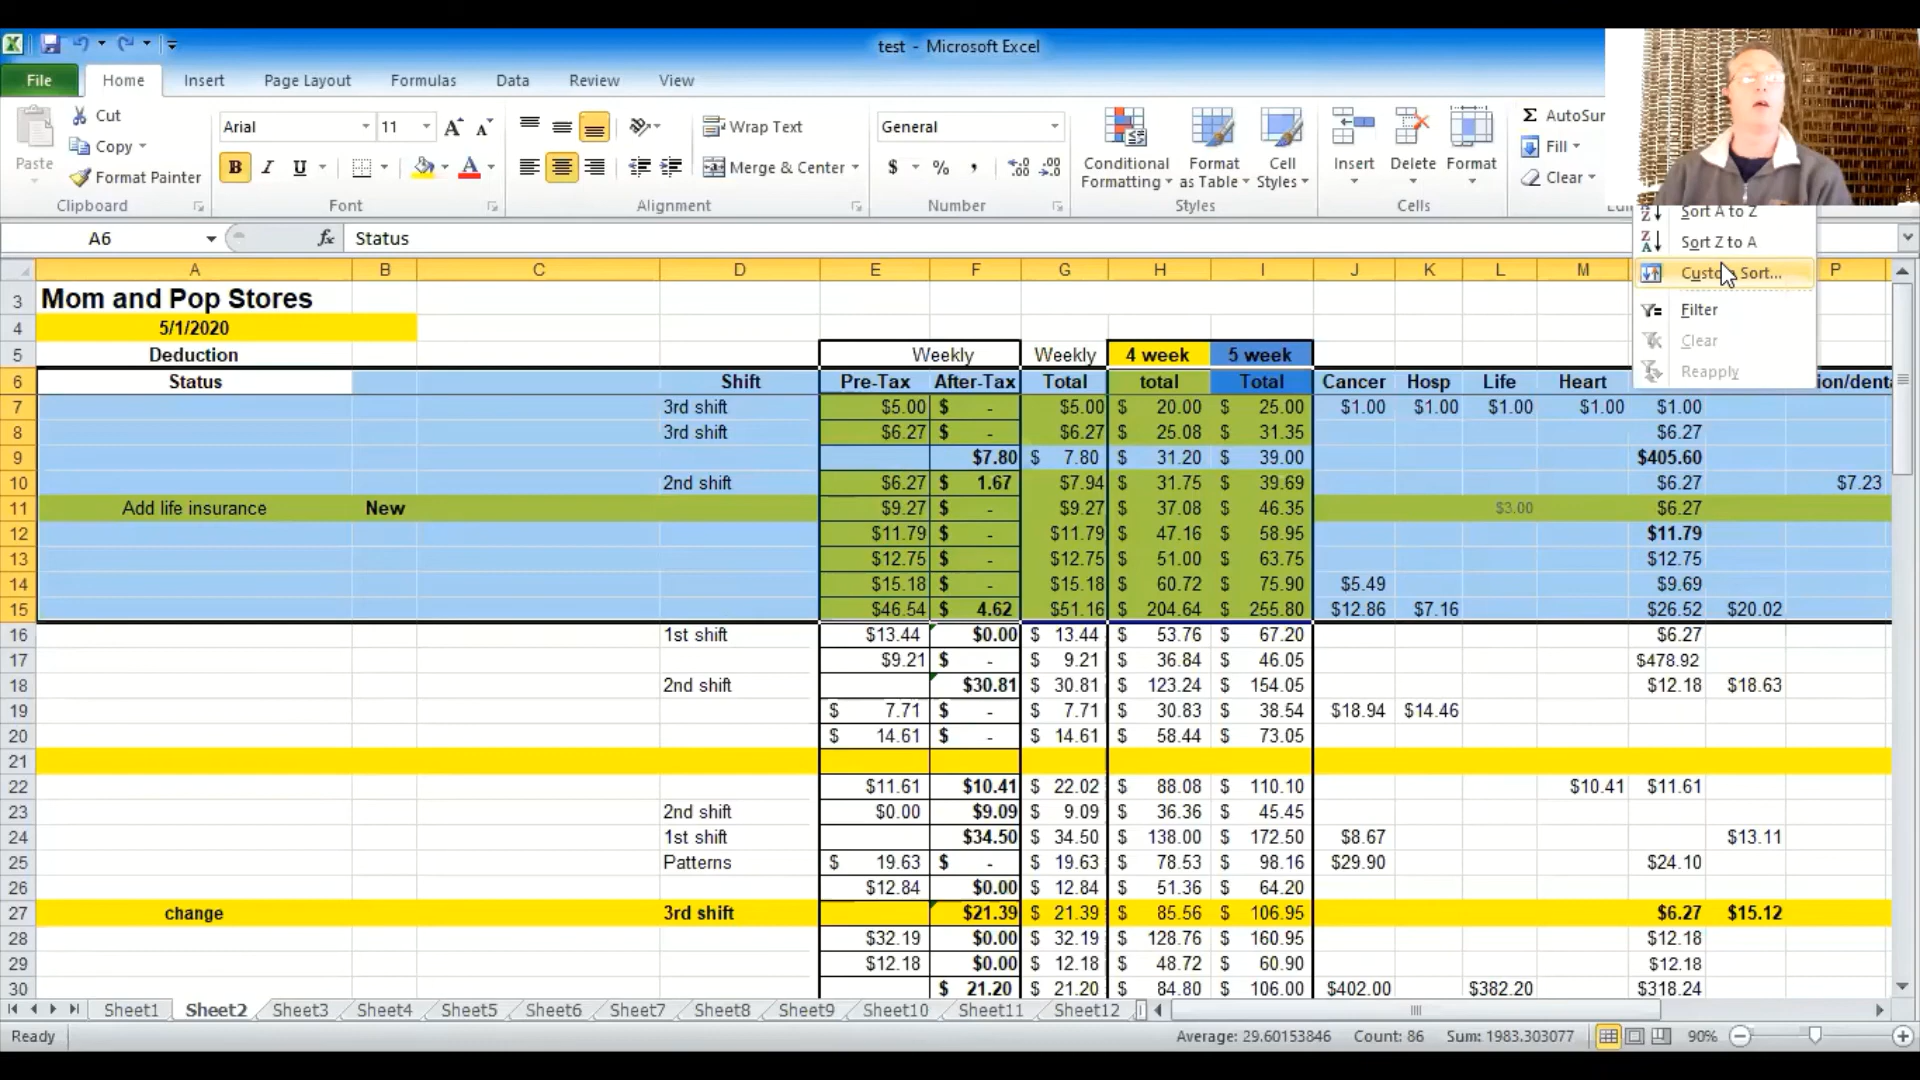 test - Microsoft Excel
File Home Insert Page Layout Formulas Data Review View
Paste Cut Copy Format Painter Clipboard
Arial 11 B I U Font
Wrap Text Merge & Center Alignment
General $ % , Number
Conditional Formatting Format as Table Cell Styles Styles
Insert Delete Format Cells
Σ AutoSur Fill Clear
Sort A to Z
Sort Z to A
Custom Sort...
Filter
Clear
Reapply
A6 fx Status
A B C D E F G H I J K L M P
3 Mom and Pop Stores
4 5/1/2020
5 Deduction Weekly Weekly 4 week 5 week
6 Status Shift Pre-Tax After-Tax Total total Total Cancer Hosp Life Heart ion/denta
7 3rd shift $5.00 $ - $5.00 $ 20.00 $ 25.00 $1.00 $1.00 $1.00 $1.00 $1.00
8 3rd shift $6.27 $ - $6.27 $ 25.08 $ 31.35 $6.27
9 $7.80 $ 7.80 $ 31.20 $ 39.00 $405.60
10 2nd shift $6.27 $ 1.67 $7.94 $ 31.75 $ 39.69 $6.27 $7.23
11 Add life insurance New $9.27 $ - $9.27 $ 37.08 $ 46.35 $3.00 $6.27
12 $11.79 $ - $11.79 $ 47.16 $ 58.95 $11.79
13 $12.75 $ - $12.75 $ 51.00 $ 63.75 $12.75
14 $15.18 $ - $15.18 $ 60.72 $ 75.90 $5.49 $9.69
15 $46.54 $ 4.62 $51.16 $ 204.64 $ 255.80 $12.86 $7.16 $26.52 $20.02
16 1st shift $13.44 $0.00 $ 13.44 $ 53.76 $ 67.20 $6.27
17 $9.21 $ - $ 9.21 $ 36.84 $ 46.05 $478.92
18 2nd shift $30.81 $ 30.81 $ 123.24 $ 154.05 $12.18 $18.63
19 $ 7.71 $ - $ 7.71 $ 30.83 $ 38.54 $18.94 $14.46
20 $ 14.61 $ - $ 14.61 $ 58.44 $ 73.05
21
22 $11.61 $10.41 $ 22.02 $ 88.08 $ 110.10 $10.41 $11.61
23 2nd shift $0.00 $9.09 $ 9.09 $ 36.36 $ 45.45
24 1st shift $34.50 $ 34.50 $ 138.00 $ 172.50 $8.67 $13.11
25 Patterns $ 19.63 $ - $ 19.63 $ 78.53 $ 98.16 $29.90 $24.10
26 $12.84 $0.00 $ 12.84 $ 51.36 $ 64.20
27 change 3rd shift $21.39 $ 21.39 $ 85.56 $ 106.95 $6.27 $15.12
28 $32.19 $0.00 $ 32.19 $ 128.76 $ 160.95 $12.18
29 $12.18 $0.00 $ 12.18 $ 48.72 $ 60.90 $12.18
30 $ 21.20 $ 21.20 $ 84.80 $ 106.00 $402.00 $382.20 $318.24
Sheet1 Sheet2 Sheet3 Sheet4 Sheet5 Sheet6 Sheet7 Sheet8 Sheet9 Sheet10 Sheet11 Sheet12
Ready Average: 29.60153846 Count: 86 Sum: 1983.303077 90%